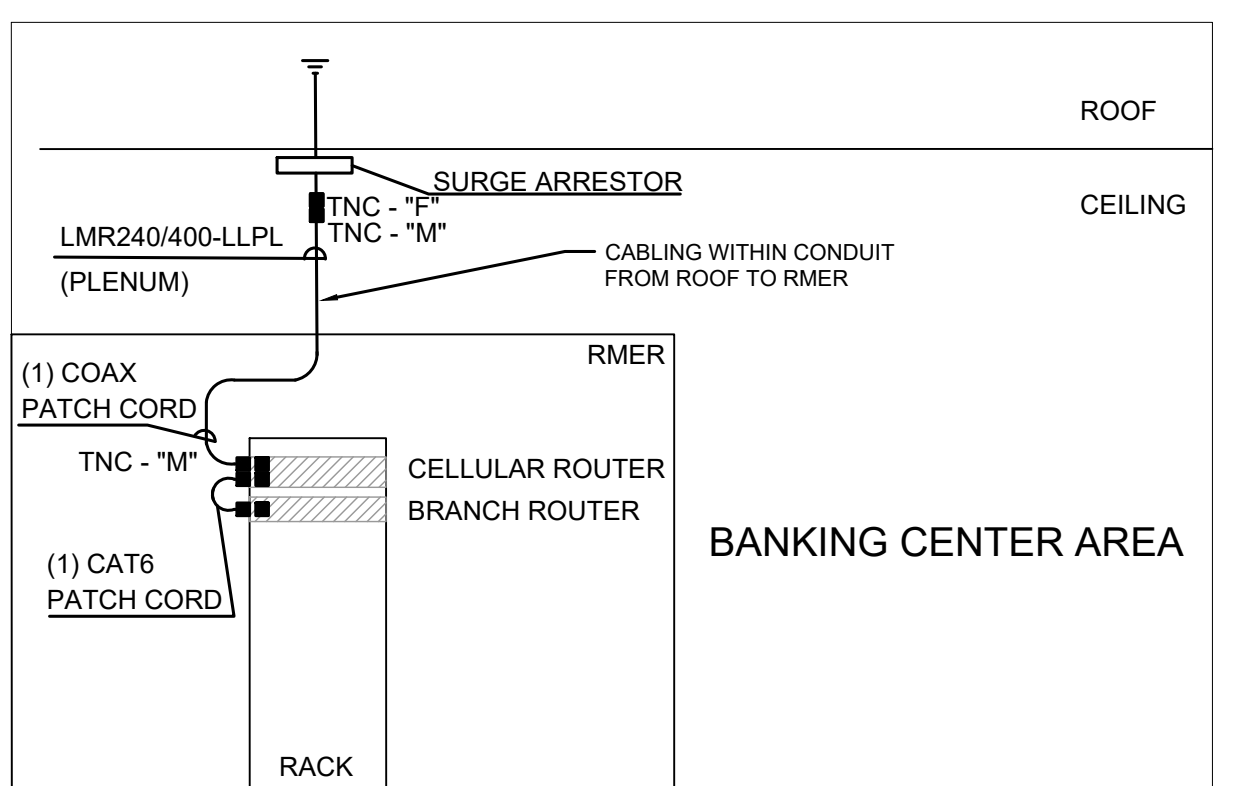 ROOF
SURGE ARRESTOR
CEILING
TNC - "F"
TNC - "M"
LMR240/400-LLPL
(PLENUM)
CABLING WITHIN CONDUIT
FROM ROOF TO RMER
RMER
(1) COAX
PATCH CORD
TNC - "M"
CELLULAR ROUTER
BRANCH ROUTER
BANKING CENTER AREA
(1) CAT6
PATCH CORD
RACK